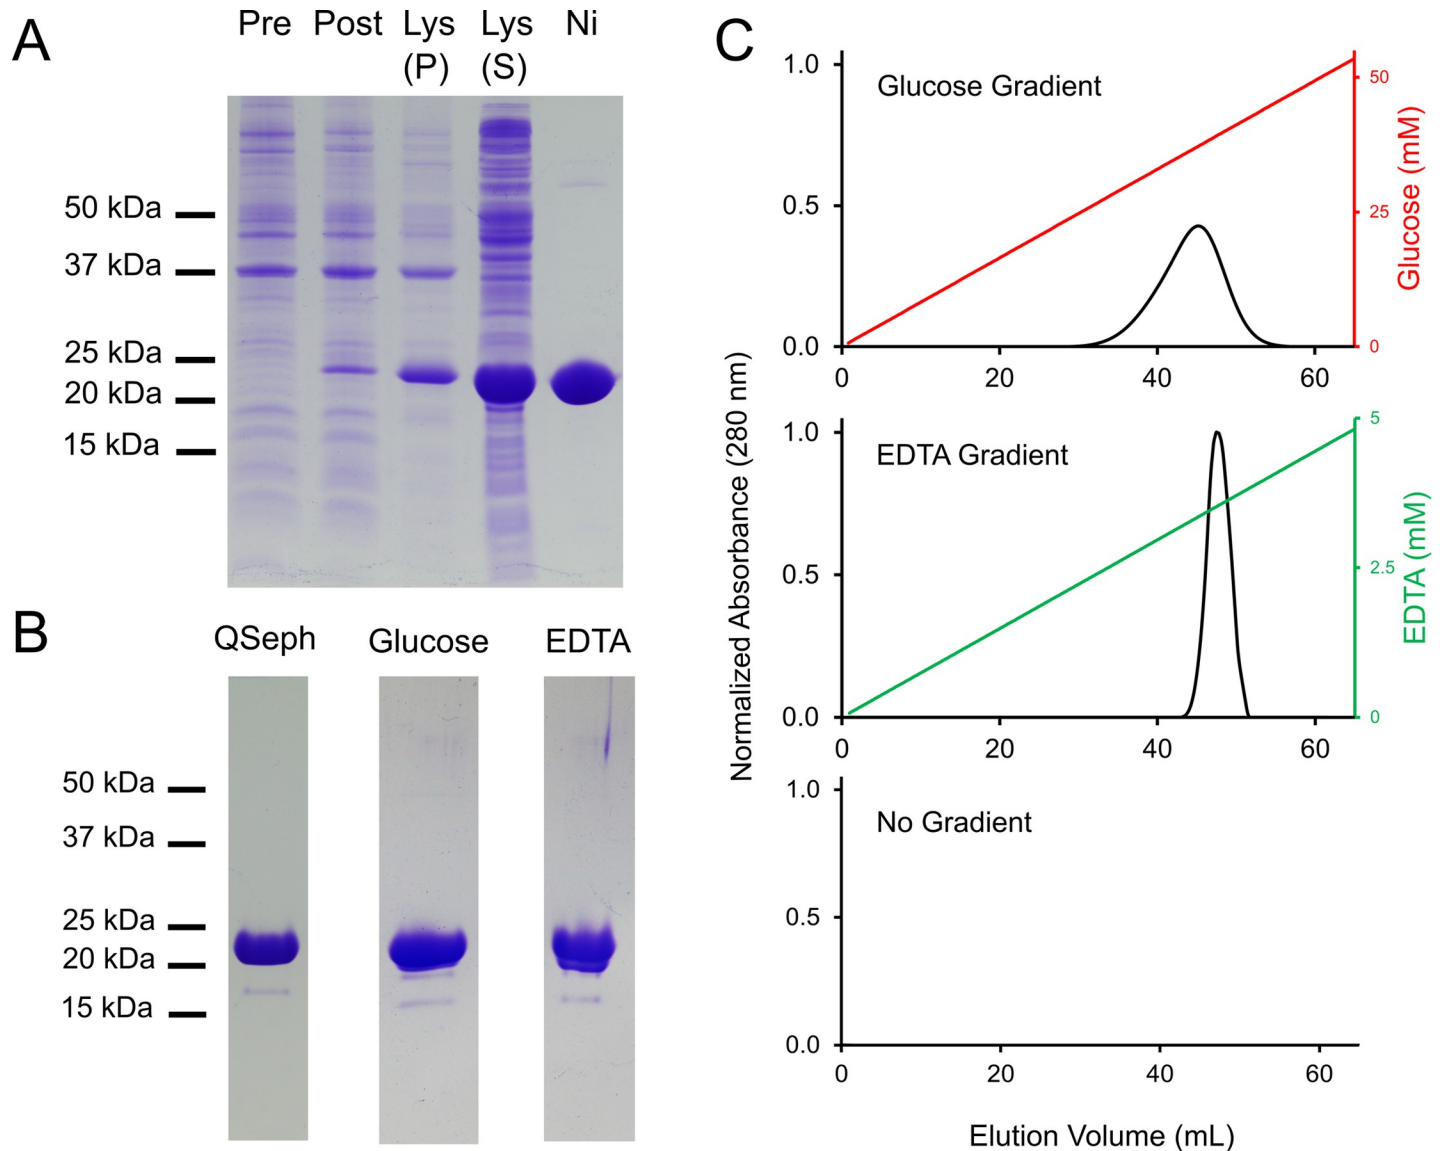 A
Pre Post Lys (P) Lys (S) Ni
50 kDa
37 kDa
25 kDa
20 kDa
15 kDa
B
QSeph Glucose EDTA
50 kDa
37 kDa
25 kDa
20 kDa
15 kDa
C
Normalized Absorbance (280 nm)
Glucose Gradient
1.0
0.5
0.0
0 20 40 60
50
25
0
Glucose (mM)
EDTA Gradient
1.0
0.5
0.0
0 20 40 60
5
2.5
0
EDTA (mM)
No Gradient
1.0
0.5
0.0
0 20 40 60
Elution Volume (mL)